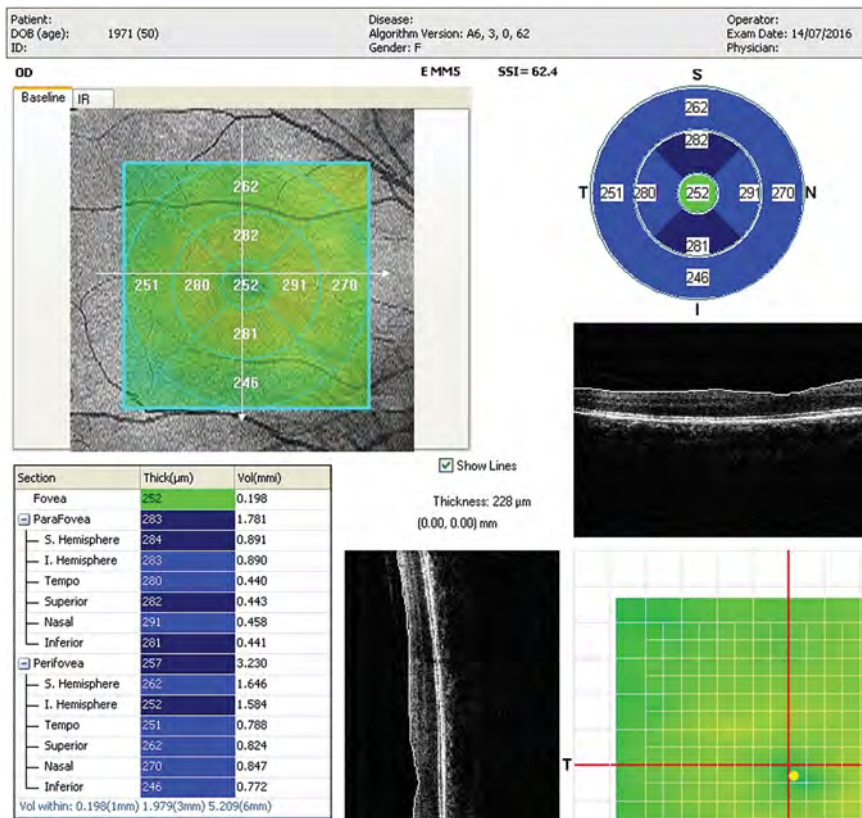 Patient: Disease: Operator:
DOB (age): 1971 (50) Algorithm Version: A6, 3, 0, 62 Exam Date: 14/07/2016
ID: Gender: F Physician:
OD E MM5 SSI= 62.4
Baseline IR
262
282
251 280 252 291 270
281
246
S
262
282
T 251 280 252 291 270 N
281
246
I
Show Lines
Thickness: 228 µm
(0.00, 0.00) mm
Section Thick(µm) Vol(mmi)
Fovea 252 0.198
ParaFovea 283 1.781
S. Hemisphere 284 0.891
I. Hemisphere 283 0.890
Tempo 280 0.440
Superior 282 0.443
Nasal 291 0.458
Inferior 281 0.441
Perifovea 257 3.230
S. Hemisphere 262 1.646
I. Hemisphere 252 1.584
Tempo 251 0.788
Superior 262 0.824
Nasal 270 0.847
Inferior 246 0.772
Vol within: 0.198(1mm) 1.979(3mm) 5.209(6mm)
T